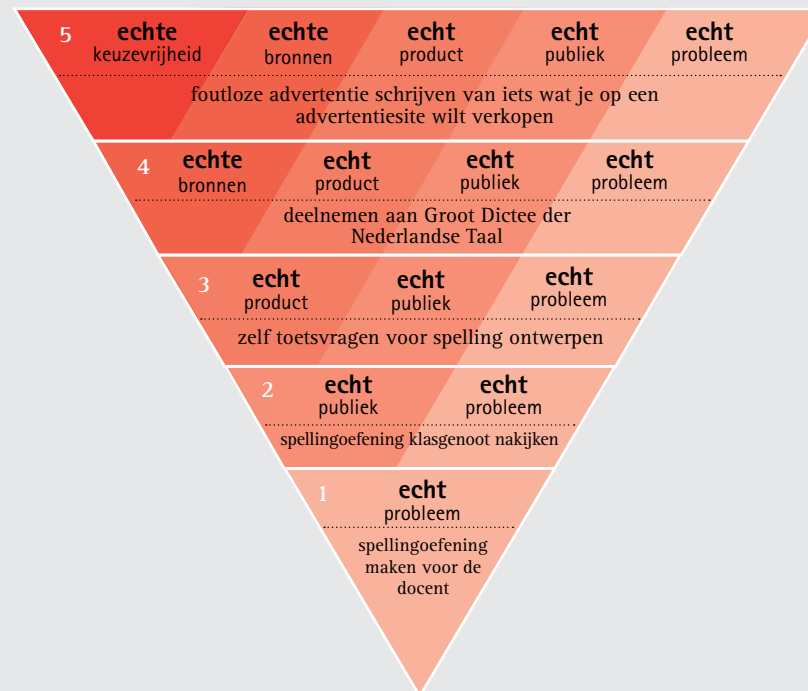 5 echte echte echt echt echt
keuzevrijheid bronnen product publiek probleem
foutloze advertentie schrijven van iets wat je op een
advertentiesite wilt verkopen
4 echte echt echt echt
bronnen product publiek probleem
deelnemen aan Groot Dictee der
Nederlandse Taal
3 echt echt echt
product publiek probleem
zelf toetsvragen voor spelling ontwerpen
2 echt echt
publiek probleem
spellingoefening klasgenoot nakijken
1 echt
probleem
spellingoefening
maken voor de
docent